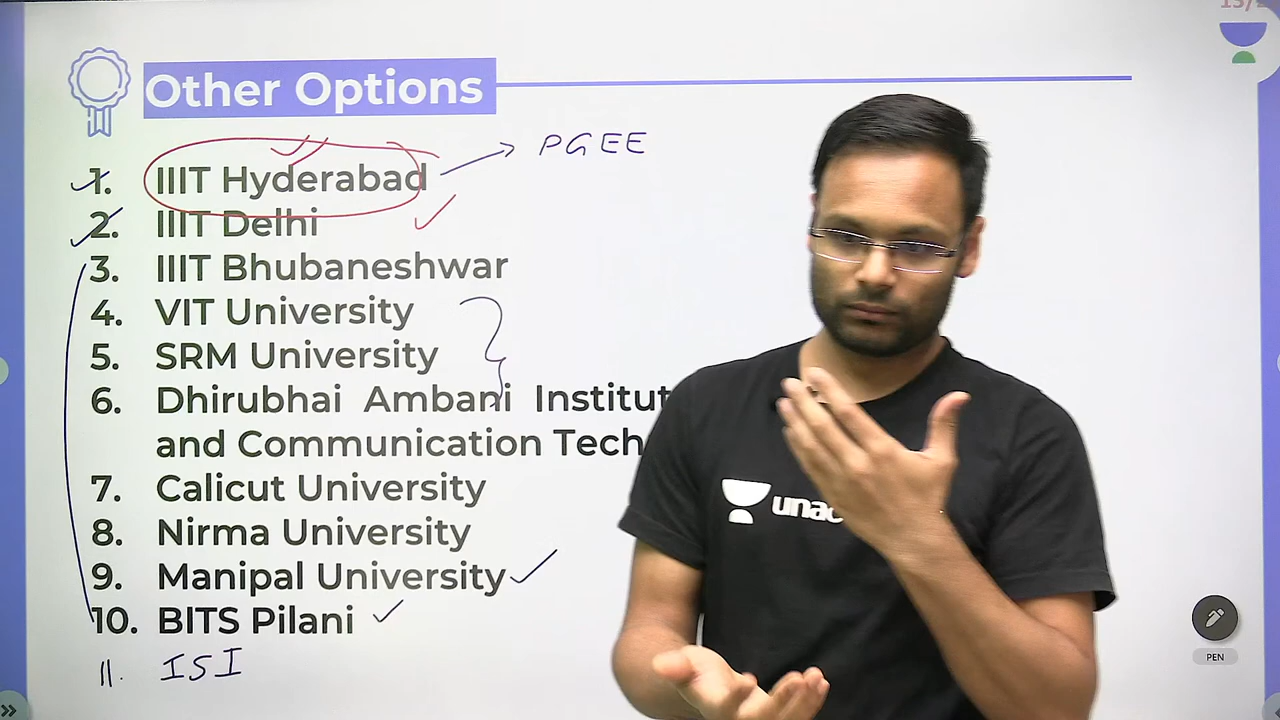 Other Options
1. IIIT Hyderabad → PGEE
2. IIIT Delhi
3. IIIT Bhubaneshwar
4. VIT University
5. SRM University
6. Dhirubhai Ambani Institut
and Communication Tech
7. Calicut University
8. Nirma University
9. Manipal University
10. BITS Pilani
11. ISI
unac
PEN